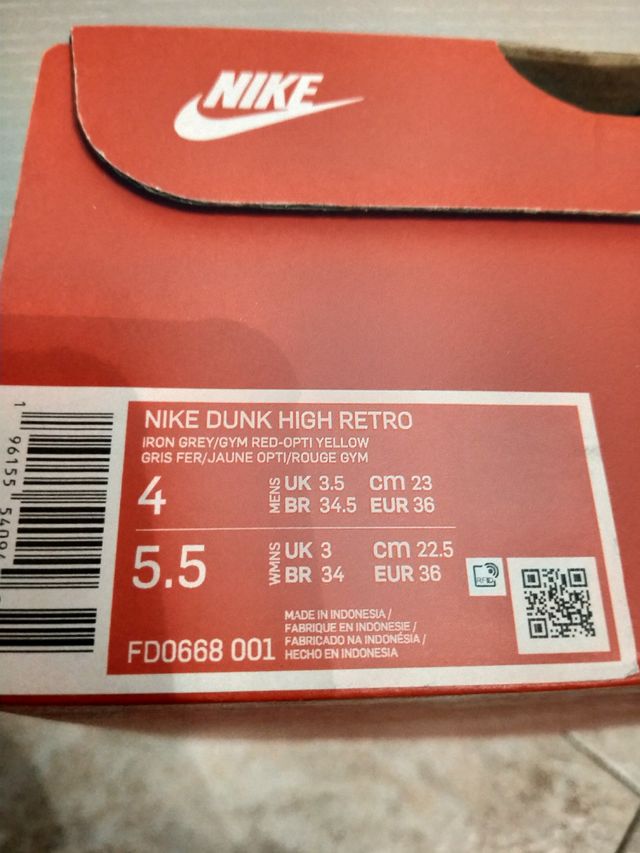 NIKE
NIKE DUNK HIGH RETRO
IRON GREY/GYM RED-OPTI YELLOW
GRIS FER/JAUNE OPTI/ROUGE GYM
4 MENS UK 3.5 cm 23
BR 34.5 EUR 36
5.5 WMNS UK 3 cm 22.5
BR 34 EUR 36
RFID
MADE IN INDONESIA /
FABRIQUE EN INDONESIE /
FABRICADO NA INDONÉSIA /
HECHO EN INDONESIA
FD0668 001
1 96155